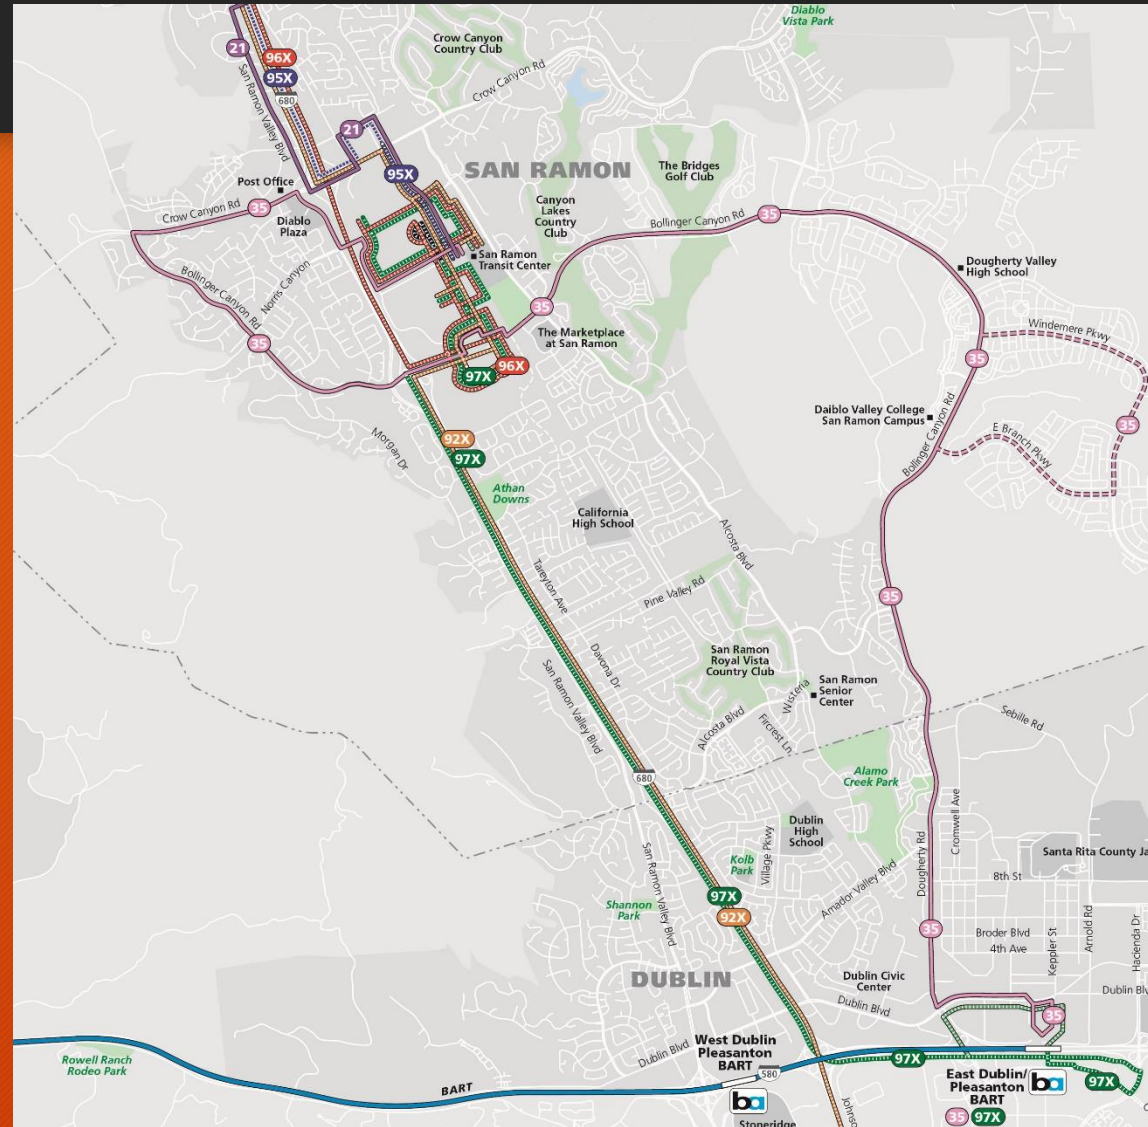 Diablo
Vista Park
Crow Canyon
Country Club
21
96X
95X
680
San Ramon Valley Blvd
Crow Canyon Rd
21
95X
SAN RAMON
The Bridges
Golf Club
Post Office
Canyon
Lakes
Country
Club
Crow Canyon Rd
35
Diablo
Plaza
Bollinger Canyon Rd
35
San Ramon
Transit Center
Dougherty Valley
High School
Bollinger Canyon Rd
Norris Canyon
35
The Marketplace
at San Ramon
Windemere Pkwy
35
35
96X
97X
Daiblo Valley College
San Ramon Campus
Bollinger Canyon Rd
35
E Branch Pkwy
Morgan Dr
92X
97X
Athan
Downs
California
High School
Alcosta Blvd
Tareyton Ave
Pine Valley Rd
35
Davona Dr
San Ramon
Royal Vista
Country Club
San Ramon Valley Blvd
San Ramon
Senior
Center
Wisteria
Alcosta Blvd
Fircrest Ln
Sebille Rd
680
Alamo
Creek Park
Dublin
High
School
Cromwell Ave
Dougherty Rd
Village Pkwy
Santa Rita County Ja
San Ramon Valley Blvd
Kolb
Park
8th St
Amador Valley Blvd
97X
92X
Shannon
Park
35
Broder Blvd
4th Ave
Keppler St
Arnold Rd
Hacienda Dr
DUBLIN
Dublin Civic
Center
Dublin Blvd
Dublin Blv
35
West Dublin
Pleasanton
BART
Dublin Blvd
97X
Rowell Ranch
Rodeo Park
580
BART
East Dublin/
Pleasanton
BART
ba
97X
ba
35 97X
Johnso
Stoneridge